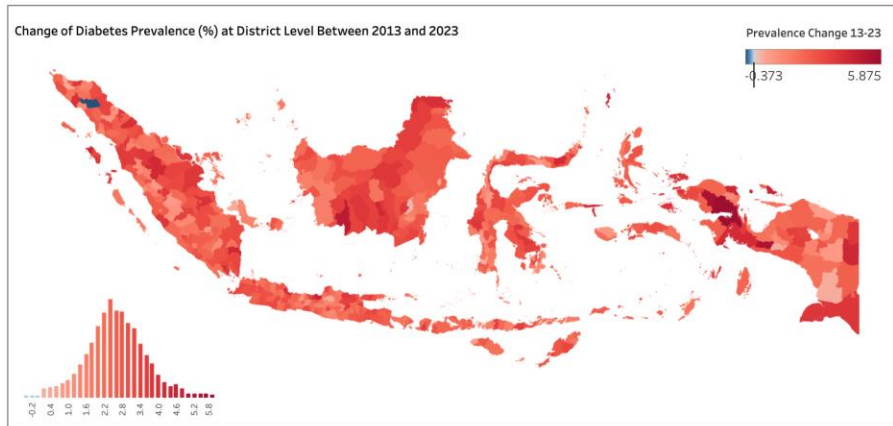 Change of Diabetes Prevalence (%) at District Level Between 2013 and 2023
Prevalence Change 13-23
-0.373 5.875
-0.2 0.4 1.0 1.6 2.2 2.8 3.4 4.0 4.6 5.2 5.8